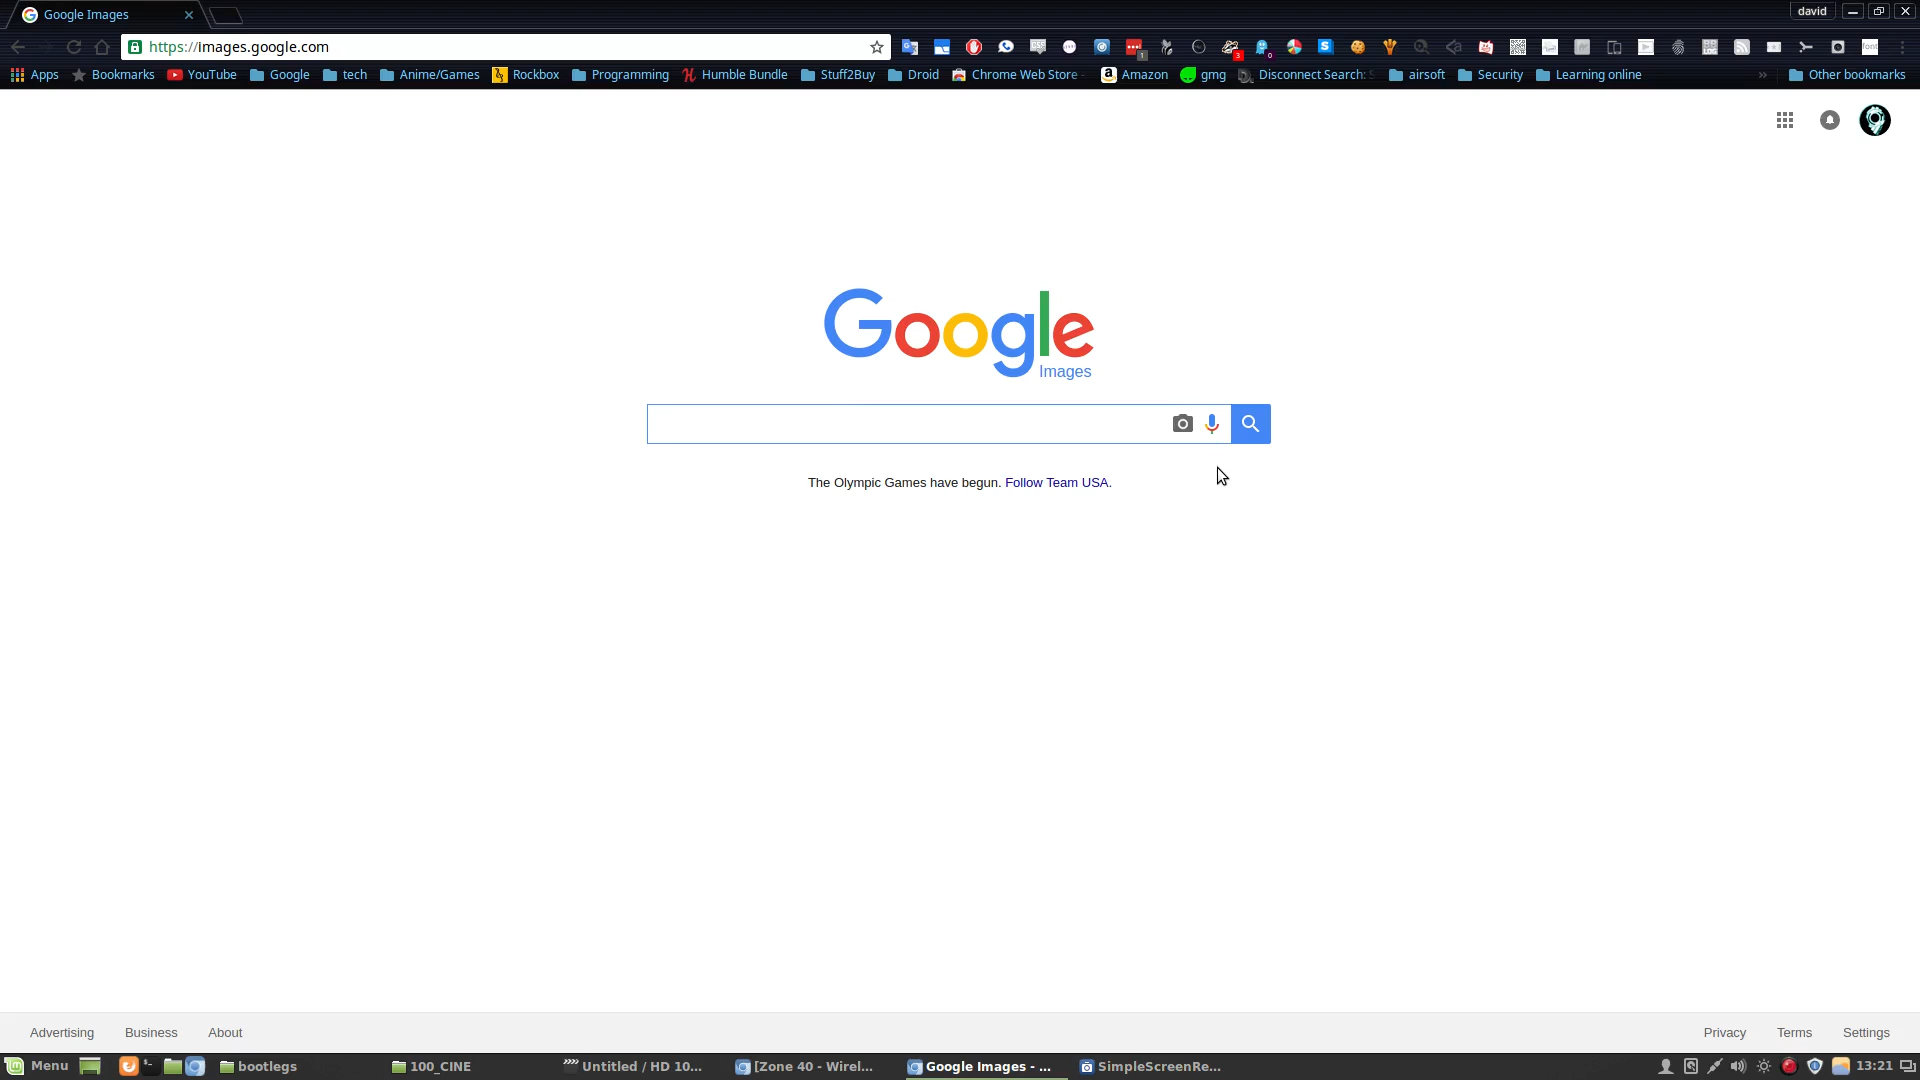 Google Images
david
https://images.google.com
Apps Bookmarks YouTube Google tech Anime/Games Rockbox Programming Humble Bundle Stuff2Buy Droid Chrome Web Store Amazon gmg Disconnect Search: airsoft Security Learning online » Other bookmarks
Google
Images
The Olympic Games have begun. Follow Team USA.
Advertising Business About Privacy Terms Settings
Menu bootlegs 100_CINE Untitled / HD 10... [Zone 40 - Wirel... Google Images - ... SimpleScreenRe... 13:21